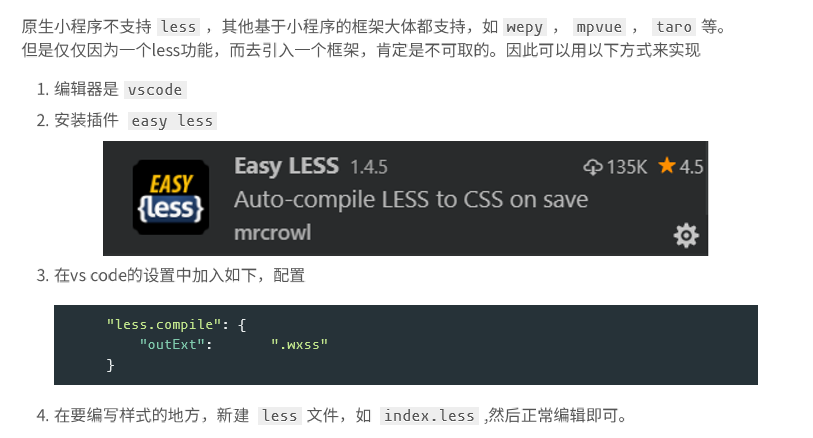 原生小程序不支持 less ，其他基于小程序的框架大体都支持，如 wepy ， mpvue ， taro 等。
但是仅仅因为一个less功能，而去引入一个框架，肯定是不可取的。因此可以用以下方式来实现
1. 编辑器是 vscode
2. 安装插件 easy less
EASY
{less}
Easy LESS 1.4.5 135K 4.5
Auto-compile LESS to CSS on save
mrcrowl
3. 在vs code的设置中加入如下，配置
"less.compile": {
"outExt": ".wxss"
}
4. 在要编写样式的地方，新建 less 文件，如 index.less ,然后正常编辑即可。